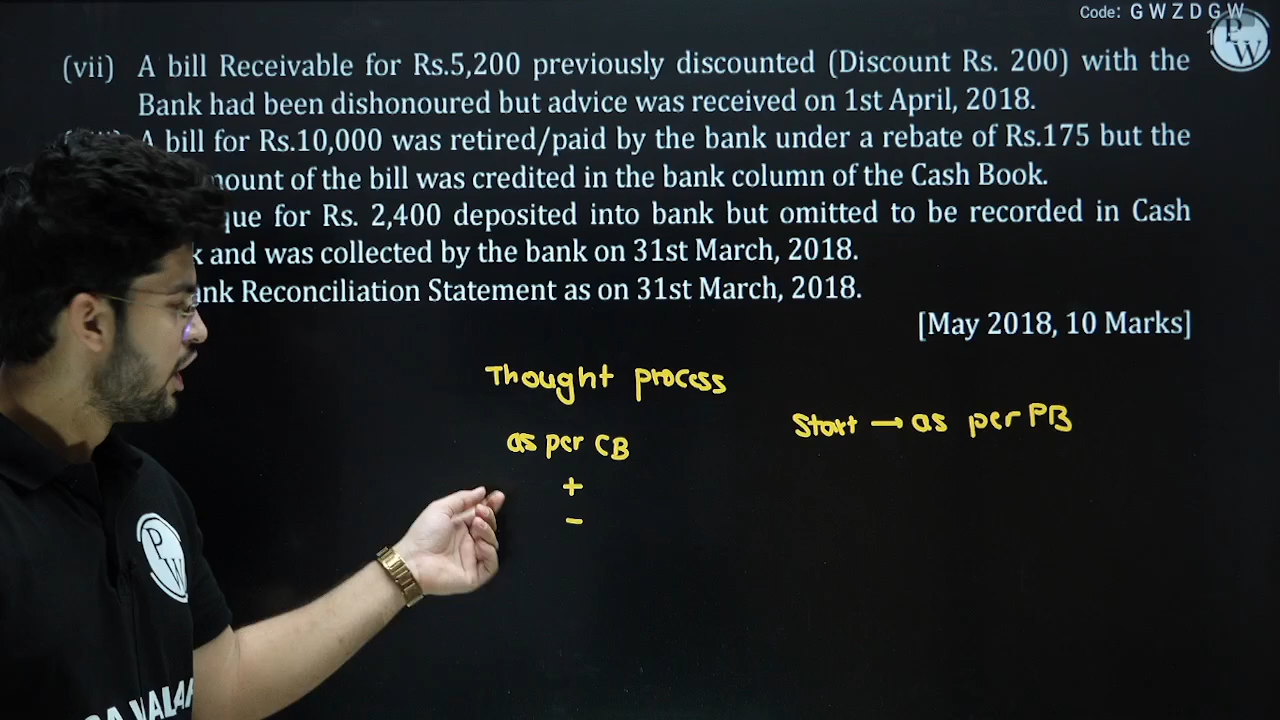 Code: G W Z D G W
(vii) A bill Receivable for Rs.5,200 previously discounted (Discount Rs. 200) with the
Bank had been dishonoured but advice was received on 1st April, 2018.
A bill for Rs.10,000 was retired/paid by the bank under a rebate of Rs.175 but the
of the bill was credited in the bank column of the Cash Book.
for Rs. 2,400 deposited into bank but omitted to be recorded in Cash
and was collected by the bank on 31st March, 2018.
Reconciliation Statement as on 31st March, 2018.
[May 2018, 10 Marks]
Thought process
Start → as per PB
as per CB
+
-
PW
PW